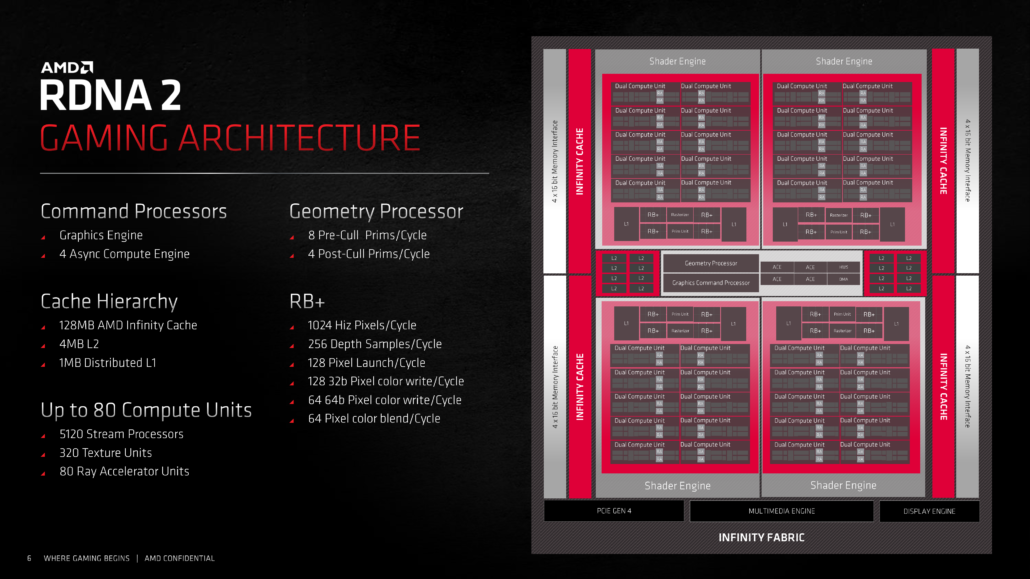 AMD
RDNA 2
GAMING ARCHITECTURE
Command Processors
Graphics Engine
4 Async Compute Engine
Cache Hierarchy
128MB AMD Infinity Cache
4MB L2
1MB Distributed L1
Up to 80 Compute Units
5120 Stream Processors
320 Texture Units
80 Ray Accelerator Units
Geometry Processor
8 Pre-Cull Prims/Cycle
4 Post-Cull Prims/Cycle
RB+
1024 Hiz Pixels/Cycle
256 Depth Samples/Cycle
128 Pixel Launch/Cycle
128 32b Pixel color write/Cycle
64 64b Pixel color write/Cycle
64 Pixel color blend/Cycle
6 WHERE GAMING BEGINS | AMD CONFIDENTIAL
4 x 16 bit Memory Interface
INFINITY CACHE
Shader Engine
Shader Engine
INFINITY CACHE
4 x 16 bit Memory Interface
Dual Compute Unit Dual Compute Unit Dual Compute Unit Dual Compute Unit
Dual Compute Unit Dual Compute Unit Dual Compute Unit Dual Compute Unit
Dual Compute Unit Dual Compute Unit Dual Compute Unit Dual Compute Unit
Dual Compute Unit Dual Compute Unit Dual Compute Unit Dual Compute Unit
Dual Compute Unit Dual Compute Unit Dual Compute Unit Dual Compute Unit
L1 RB+ Rasterizer RB+ L1 L1 RB+ Rasterizer RB+ L1
RB+ Prim Unit RB+ RB+ Prim Unit RB+
L2 L2 Geometry Processor ACE ACE L2 L2
L2 L2 L2 L2
L2 L2 Graphics Command Processor ACE ACE DMA L2 L2
L2 L2 L2 L2
L1 RB+ Prim Unit RB+ L1 L1 RB+ Prim Unit RB+ L1
RB+ Rasterizer RB+ RB+ Rasterizer RB+
Dual Compute Unit Dual Compute Unit Dual Compute Unit Dual Compute Unit
Dual Compute Unit Dual Compute Unit Dual Compute Unit Dual Compute Unit
Dual Compute Unit Dual Compute Unit Dual Compute Unit Dual Compute Unit
Dual Compute Unit Dual Compute Unit Dual Compute Unit Dual Compute Unit
Dual Compute Unit Dual Compute Unit Dual Compute Unit Dual Compute Unit
4 x 16 bit Memory Interface
INFINITY CACHE
Shader Engine
Shader Engine
INFINITY CACHE
4 x 16 bit Memory Interface
PCIE GEN 4
MULTIMEDIA ENGINE
DISPLAY ENGINE
INFINITY FABRIC